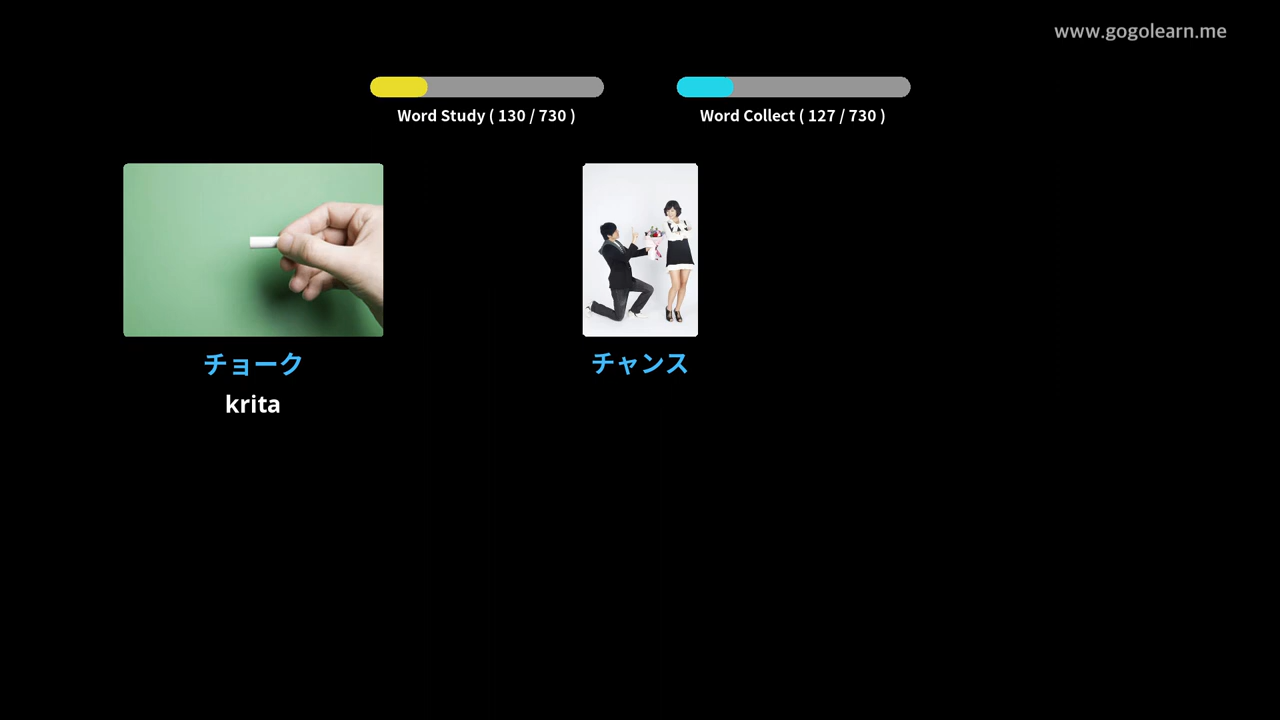 www.gogolearn.me
Word Study ( 130 / 730 )
Word Collect ( 127 / 730 )
チョーク
チャンス
krita